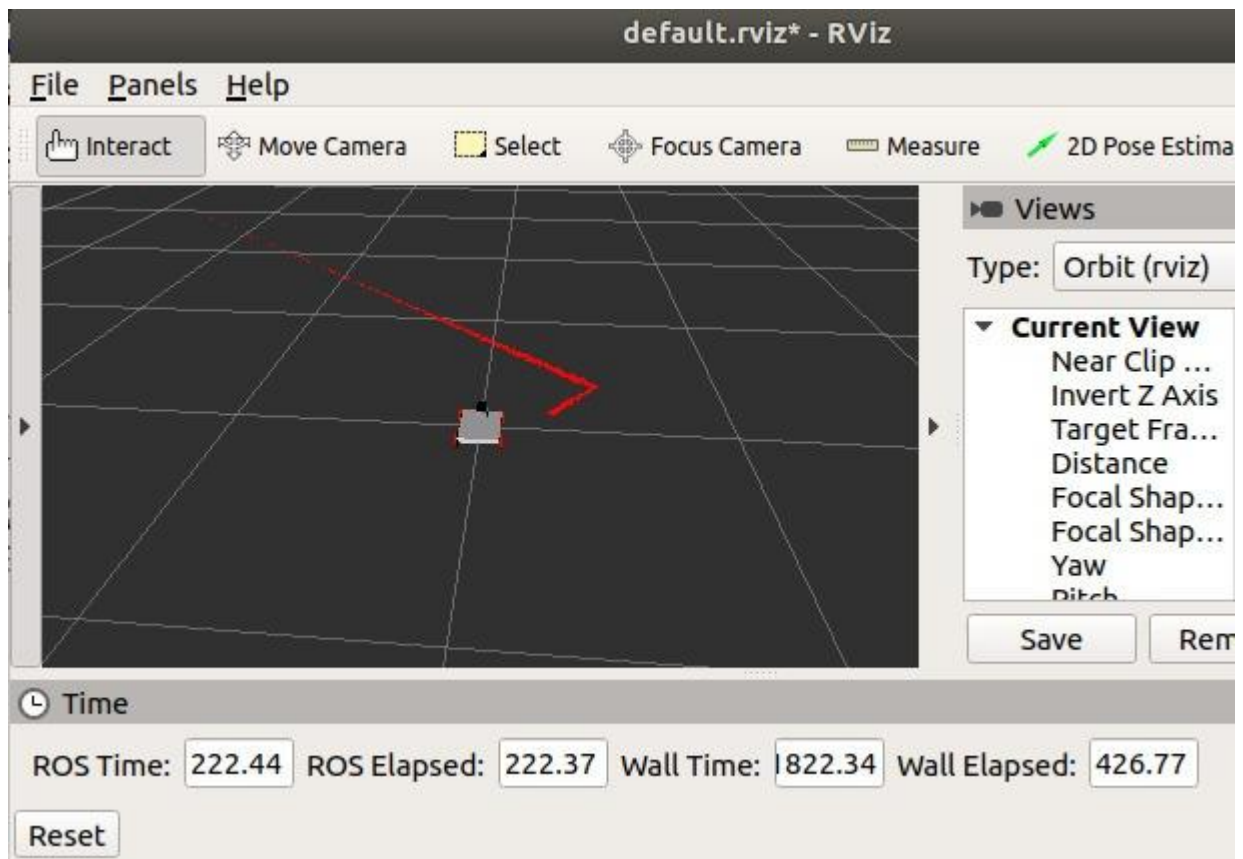 default.rviz* - RViz
File Panels Help
Interact Move Camera Select Focus Camera Measure 2D Pose Estima
Views
Type: Orbit (rviz)
Current View
Near Clip ...
Invert Z Axis
Target Fra...
Distance
Focal Shap...
Focal Shap...
Yaw
Pitch
Save Rem
Time
ROS Time: 222.44 ROS Elapsed: 222.37 Wall Time: 1822.34 Wall Elapsed: 426.77
Reset